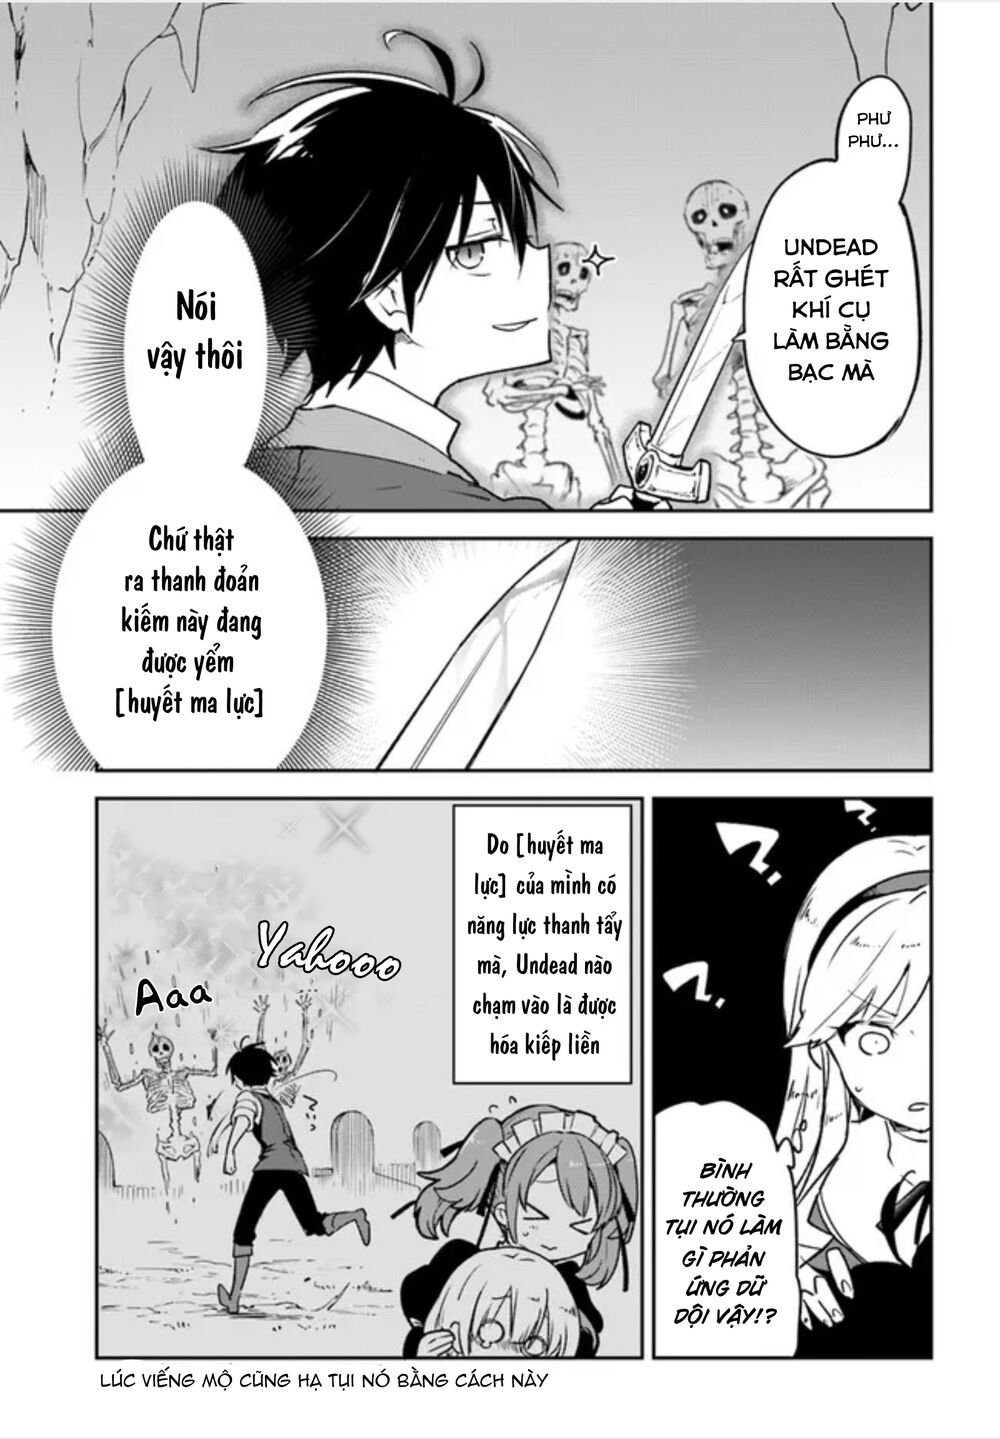 PHƯ
PHƯ...
UNDEAD
RẤT GHÉT
KHÍ CỤ
LÀM BẰNG
BẠC MÀ
Nói
vậy thôi
Chứ thật
ra thanh đoản
kiếm này đang
được yểm
[huyết ma lực]
BÌNH
THƯỜNG
TỤI NÓ LÀM
GÌ PHẢN
ỨNG DỮ
DỘI VẬY!?
Do [huyết ma
lực] của mình có
năng lực thanh tẩy
mà, Undead nào
chạm vào là được
hóa kiếp liền
Yahooo
Aaa
LÚC VIẾNG MỘ CŨNG HẠ TỤI NÓ BẰNG CÁCH NÀY